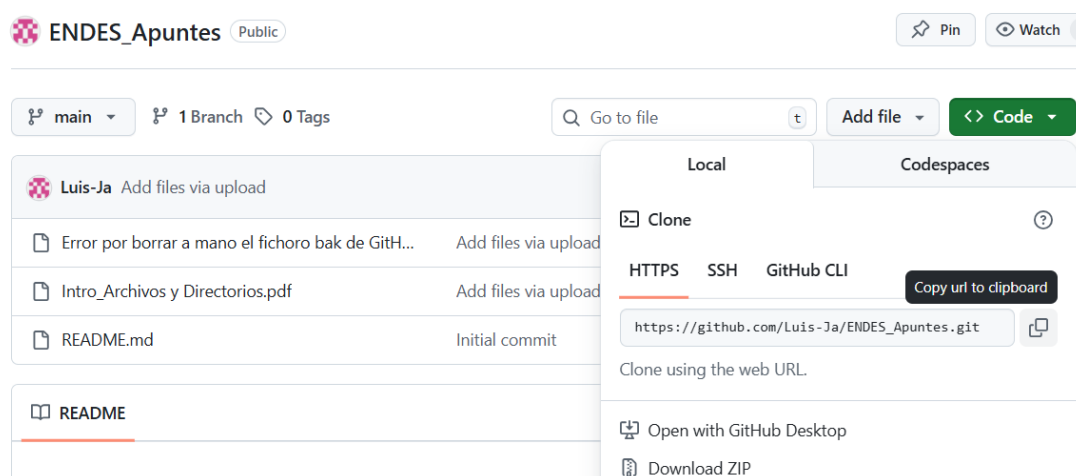 ENDES_Apuntes Public Pin Watch
main 1 Branch 0 Tags Go to file t Add file Code
Local Codespaces
Luis-Ja Add files via upload
Clone
Error por borrar a mano el fichoro bak de GitH... Add files via upload
HTTPS SSH GitHub CLI
Copy url to clipboard
Intro_Archivos y Directorios.pdf Add files via upload
https://github.com/Luis-Ja/ENDES_Apuntes.git
README.md Initial commit
Clone using the web URL.
README
Open with GitHub Desktop
Download ZIP